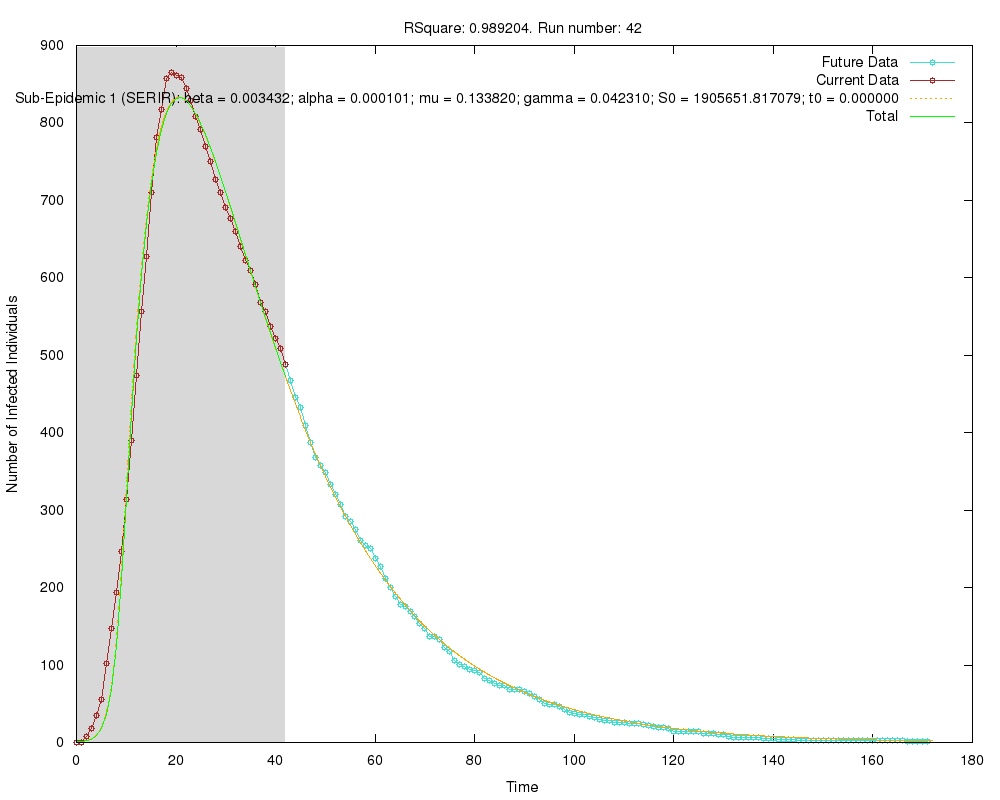 RSquare: 0.989204. Run number: 42
Future Data
Current Data
Sub-Epidemic 1 (SERIR): beta = 0.003432; alpha = 0.000101; mu = 0.133820; gamma = 0.042310; S0 = 1905651.817079; t0 = 0.000000
Total
Number of Infected Individuals
900
800
700
600
500
400
300
200
100
0
0 20 40 60 80 100 120 140 160 180
Time